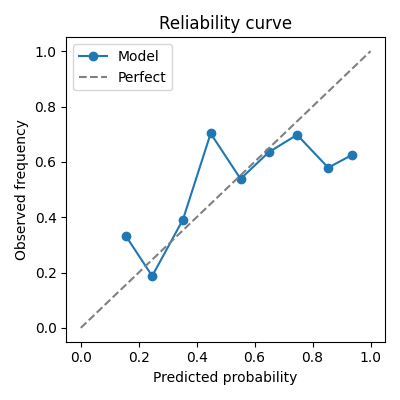 Reliability curve
Model
Perfect
Observed frequency
1.0
0.8
0.6
0.4
0.2
0.0
0.0 0.2 0.4 0.6 0.8 1.0
Predicted probability